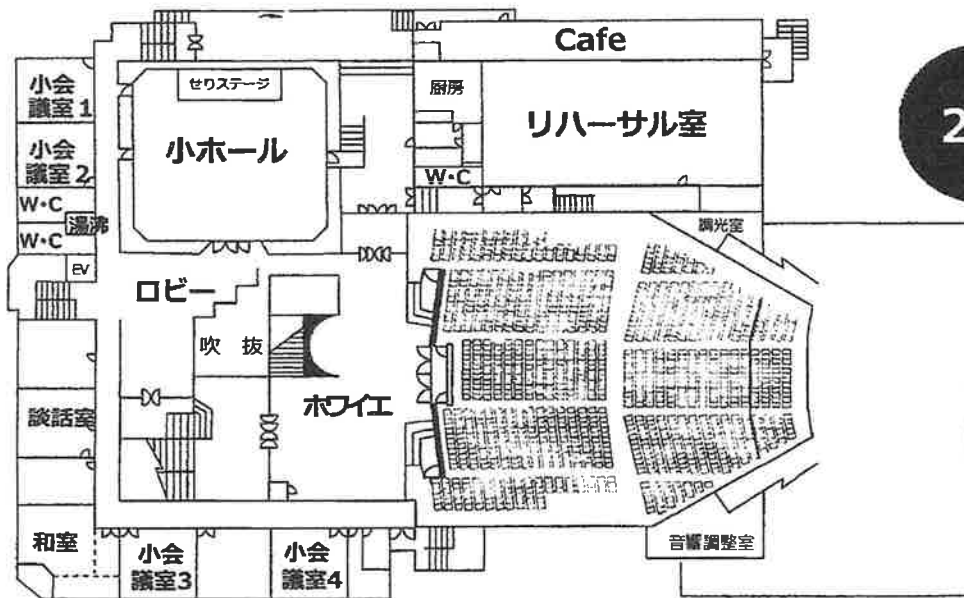 Cafe
小会
議室1
せりステージ
厨房
小ホール
リハーサル室
2
小会
議室2
W・C
W・C
湯沸
W・C
調光室
EV
ロビー
吹 抜
ホワイエ
談話室
和室
小会
議室3
小会
議室4
音響調整室